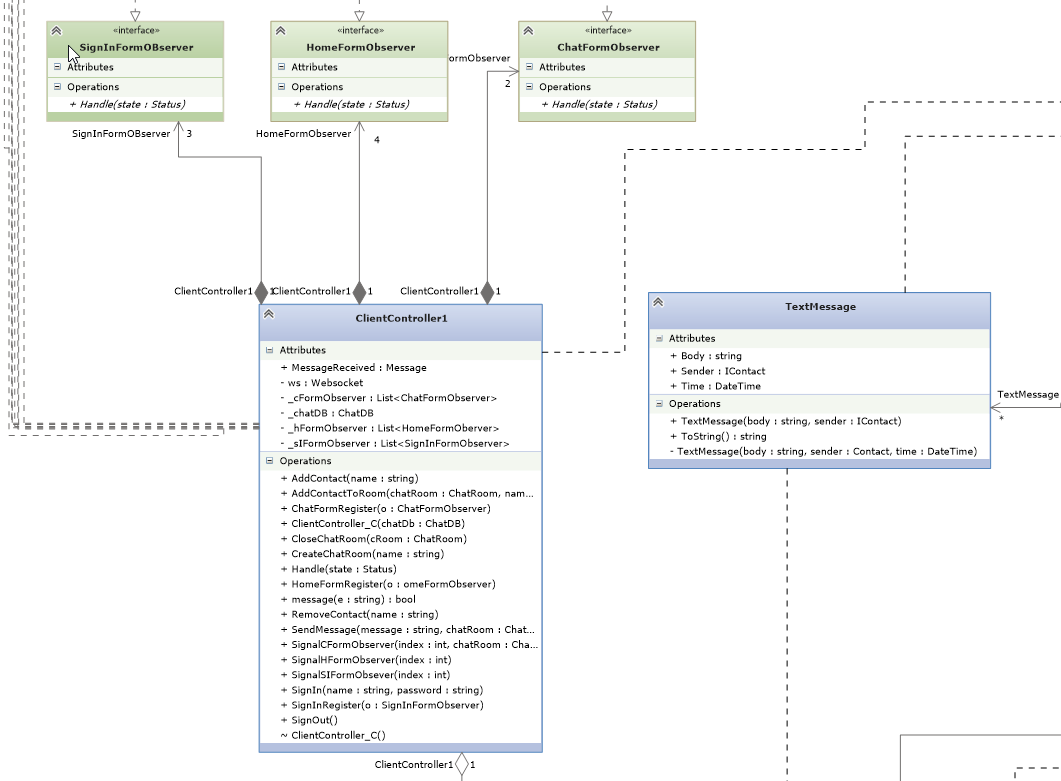 «interface»
SignInFormOBserver
Attributes
Operations
+ Handle(state : Status)
«interface»
HomeFormObserver
Attributes
Operations
+ Handle(state : Status)
«interface»
ChatFormObserver
Attributes
Operations
+ Handle(state : Status)
ormObserver
2
SignInFormOBserver
3
HomeFormObserver
4
ClientController1
1
ClientController1
1
ClientController1
1
ClientController1
Attributes
+ MessageReceived : Message
- ws : Websocket
- _cFormObserver : List<ChatFormObserver>
- _chatDB : ChatDB
- _hFormObserver : List<HomeFormOberver>
- _sIFormObserver : List<SignInFormObserver>
Operations
+ AddContact(name : string)
+ AddContactToRoom(chatRoom : ChatRoom, nam...
+ ChatFormRegister(o : ChatFormObserver)
+ ClientController_C(chatDb : ChatDB)
+ CloseChatRoom(cRoom : ChatRoom)
+ CreateChatRoom(name : string)
+ Handle(state : Status)
+ HomeFormRegister(o : omeFormObserver)
+ message(e : string) : bool
+ RemoveContact(name : string)
+ SendMessage(message : string, chatRoom : Chat...
+ SignalCFormObserver(index : int, chatRoom : Cha...
+ SignalHFormObserver(index : int)
+ SignalSIFormObsever(index : int)
+ SignIn(name : string, password : string)
+ SignInRegister(o : SignInFormObserver)
+ SignOut()
~ ClientController_C()
ClientController1
1
TextMessage
Attributes
+ Body : string
+ Sender : IContact
+ Time : DateTime
Operations
+ TextMessage(body : string, sender : IContact)
+ ToString() : string
- TextMessage(body : string, sender : Contact, time : DateTime)
TextMessage
*